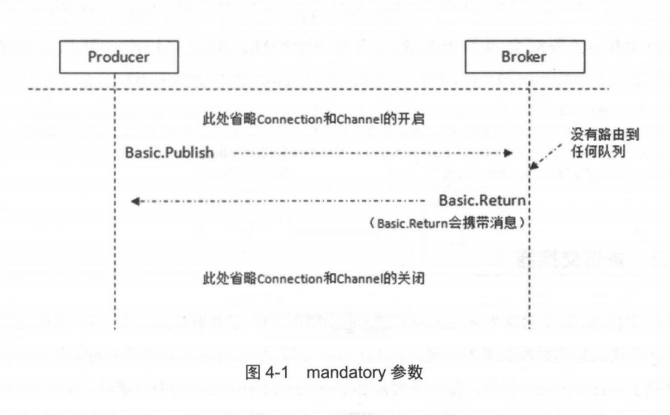 Producer
Broker
此处省略Connection和Channel的开启
没有路由到
任何队列
Basic.Publish
Basic.Return
（Basic.Return会携带消息）
此处省略Connection和Channel的关闭
图 4-1 mandatory 参数